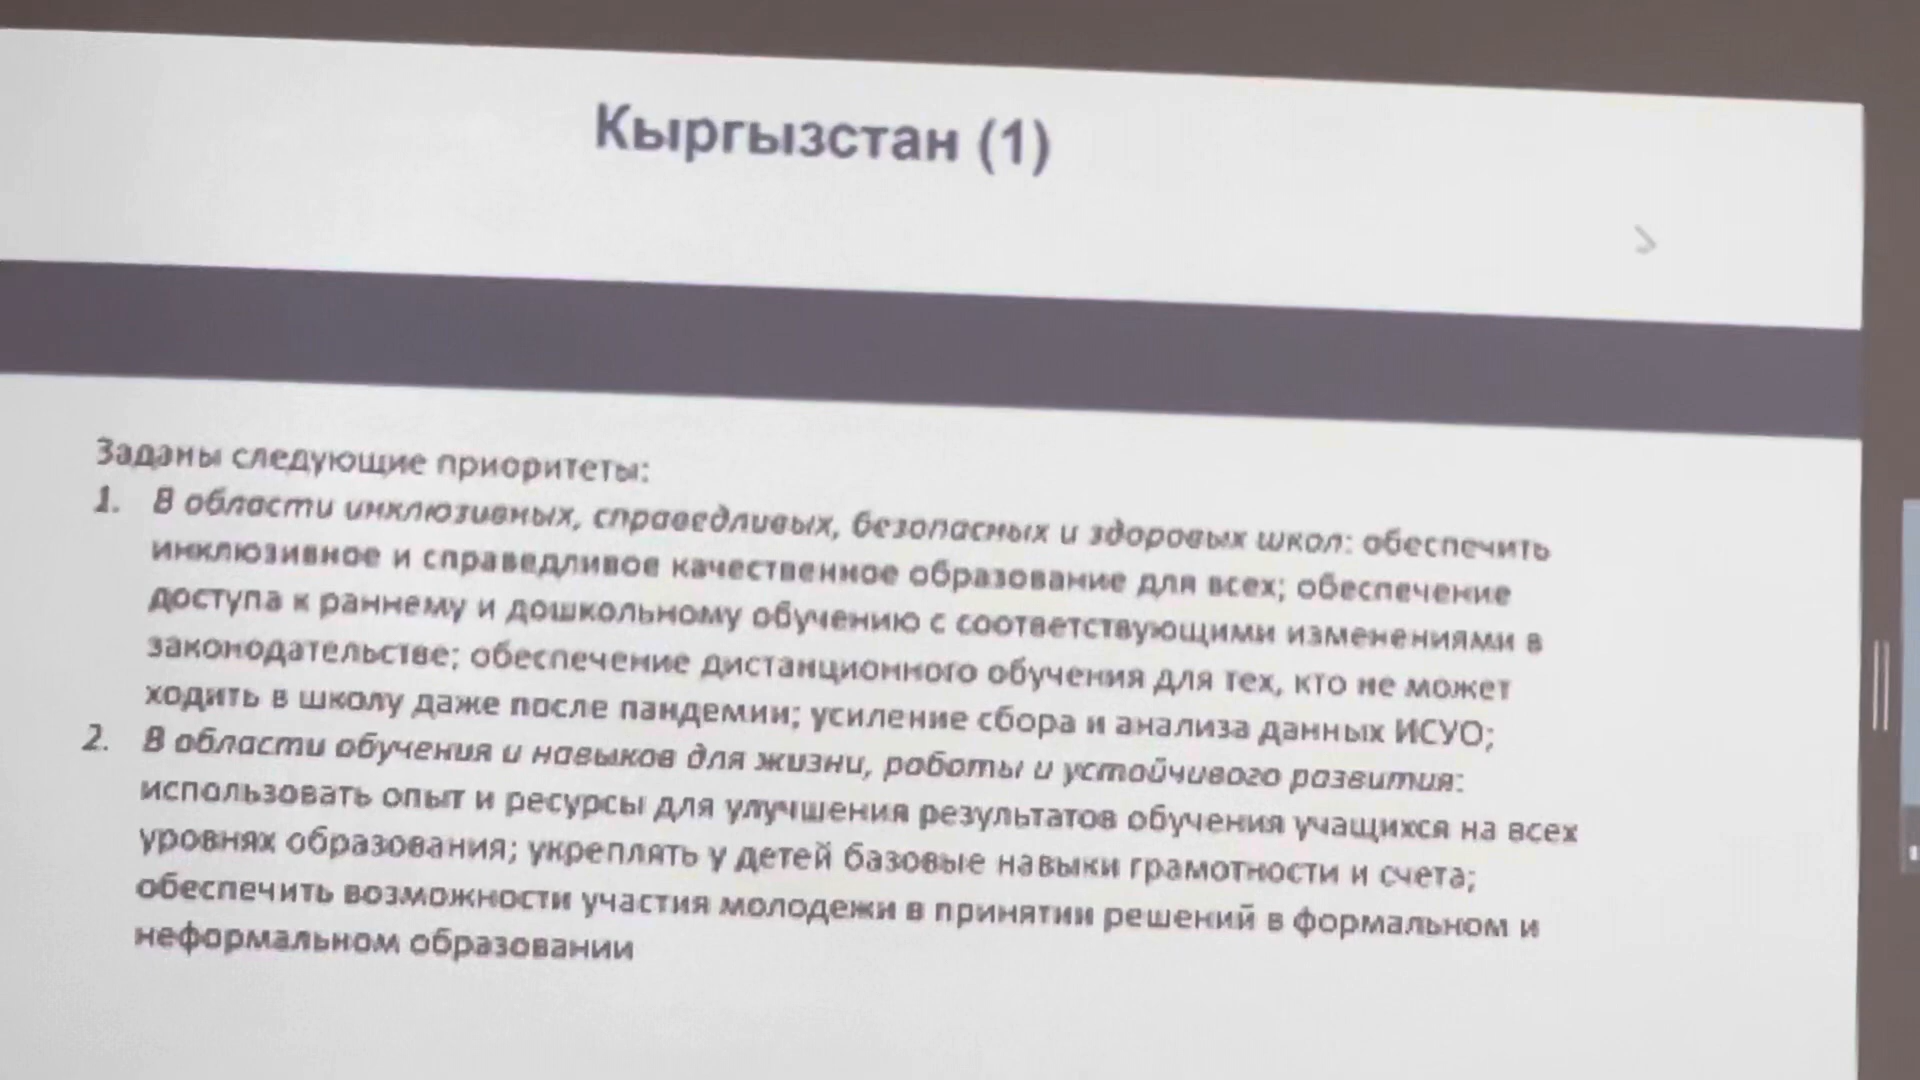 Кыргызстан (1)
Заданы следующие приоритеты:
1. В области инклюзивных, справедливых, безопасных и здоровых школ: обеспечить
инклюзивное и справедливое качественное образование для всех; обеспечение
доступа к раннему и дошкольному обучению с соответствующими изменениями в
законодательстве; обеспечение дистанционного обучения для тех, кто не может
ходить в школу даже после пандемии; усиление сбора и анализа данных ИСУО;
2. В области обучения и навыков для жизни, работы и устойчивого развития:
использовать опыт и ресурсы для улучшения результатов обучения учащихся на всех
уровнях образования; укреплять у детей базовые навыки грамотности и счета;
обеспечить возможности участия молодежи в принятии решений в формальном и
неформальном образовании